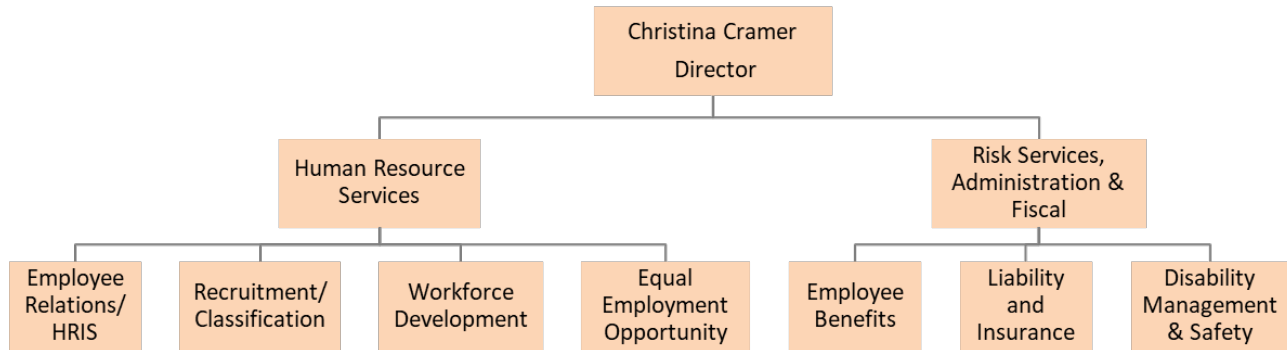 Christina Cramer
Director
Human Resource
Services
Risk Services,
Administration &
Fiscal
Employee
Relations/
HRIS
Recruitment/
Classification
Workforce
Development
Equal
Employment
Opportunity
Employee
Benefits
Liability
and
Insurance
Disability
Management
& Safety